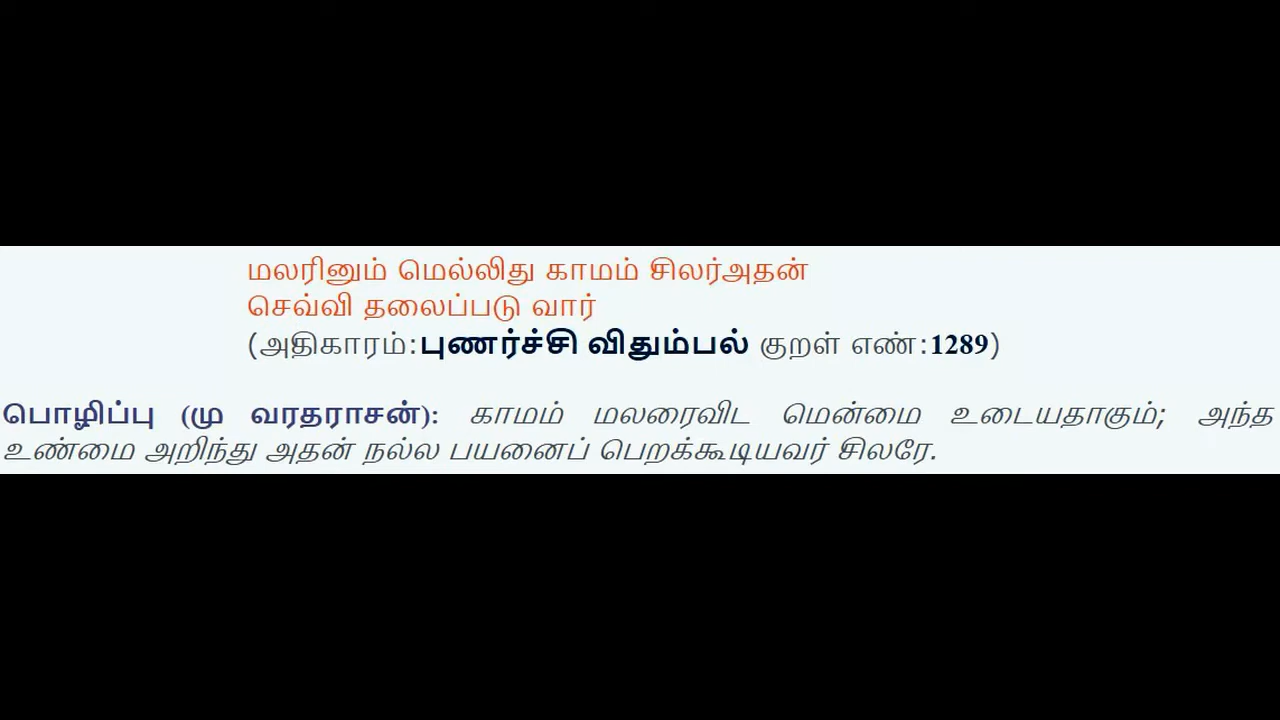 மலரினும் மெல்லிது காமம் சிலர்அதன்
செவ்வி தலைப்படு வார்
(அதிகாரம்:புணர்ச்சி விதும்பல் குறள் எண்:1289)
பொழிப்பு (மு வரதராசன்): காமம் மலரைவிட மென்மை உடையதாகும்; அந்த
உண்மை அறிந்து அதன் நல்ல பயனைப் பெறக்கூடியவர் சிலரே.